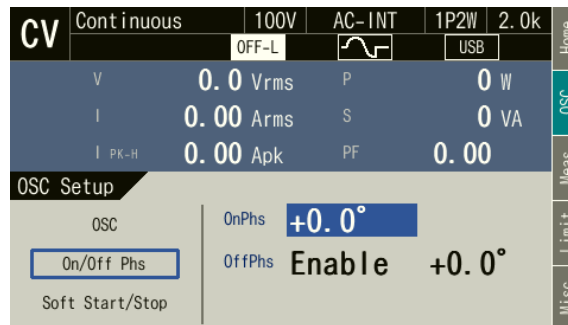 CV Continuous 100V AC-INT 1P2W 2.0k
OFF-L USB
Home
V 0.0 Vrms P 0 W
OSC
I 0.00 Arms S 0 VA
I PK-H 0.00 Apk PF 0.00
Meas
OSC Setup
OSC OnPhs +0.0°
Limit
On/Off Phs OffPhs Enable +0.0°
Soft Start/Stop
Misc